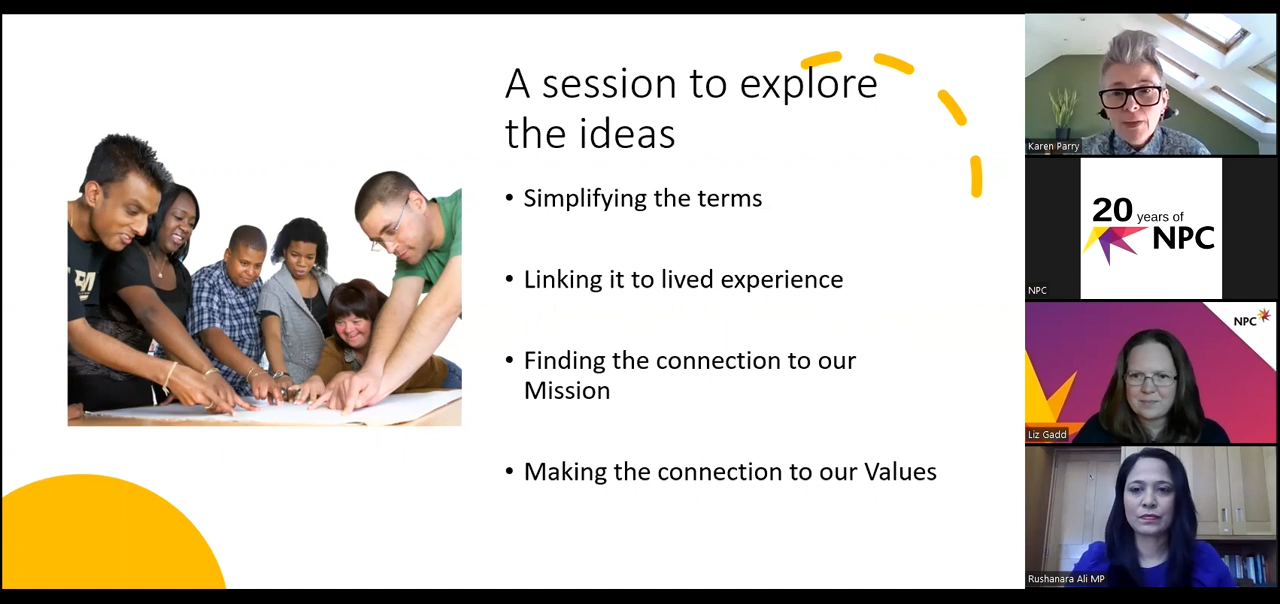 A session to explore
the ideas
• Simplifying the terms
• Linking it to lived experience
• Finding the connection to our
Mission
• Making the connection to our Values
Karen Parry
20 years of
NPC
NPC
NPC
Liz Gadd
Rushanara Ali MP